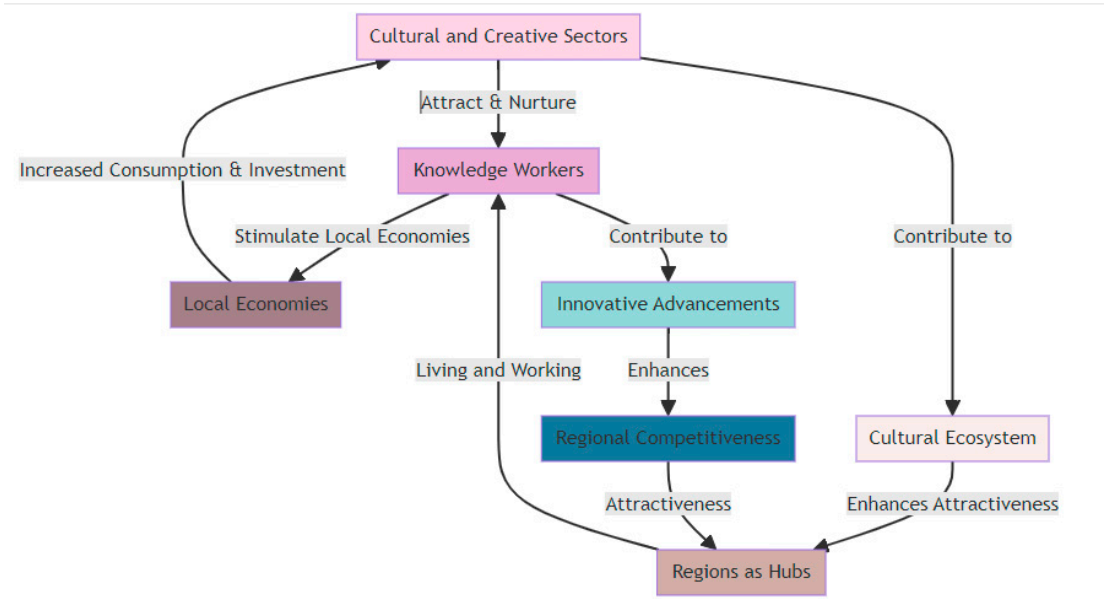 Cultural and Creative Sectors
Attract & Nurture
Increased Consumption & Investment
Knowledge Workers
Stimulate Local Economies
Contribute to
Contribute to
Local Economies
Innovative Advancements
Living and Working
Enhances
Regional Competitiveness
Cultural Ecosystem
Attractiveness
Enhances Attractiveness
Regions as Hubs